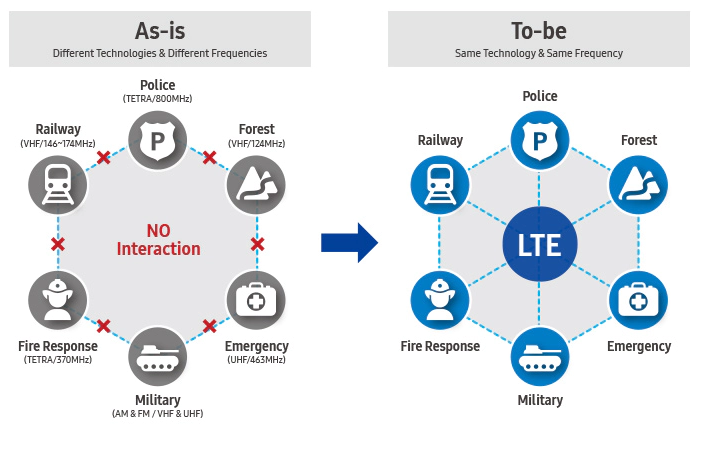 As-is
Different Technologies & Different Frequencies
Police
(TETRA/800MHz)
Railway
(VHF/146~174MHz)
Forest
(VHF/124MHz)
P
NO
Interaction
Fire Response
(TETRA/370MHz)
Emergency
(UHF/463MHz)
Military
(AM & FM / VHF & UHF)
To-be
Same Technology & Same Frequency
Police
Railway
Forest
P
LTE
Fire Response
Emergency
Military